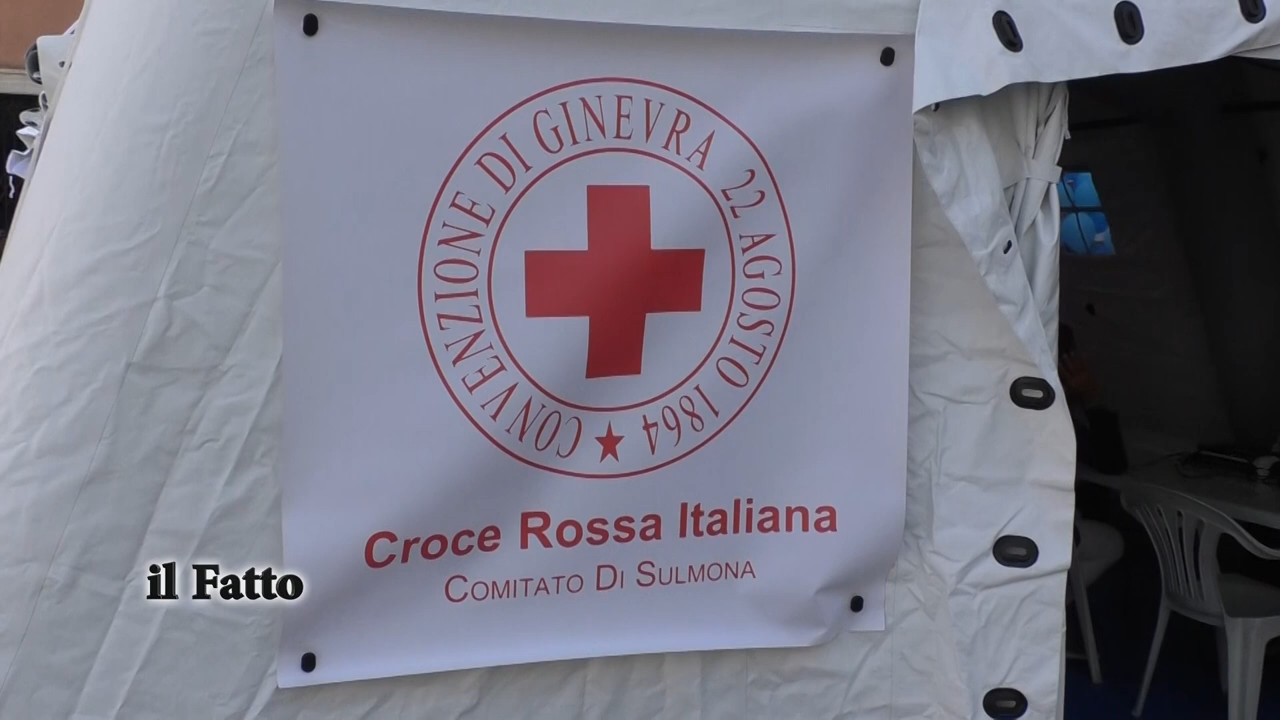 CONVENZIONE DI GINEVRA 22 AGOSTO 1864
Croce Rossa Italiana
COMITATO DI SULMONA
il Fatto